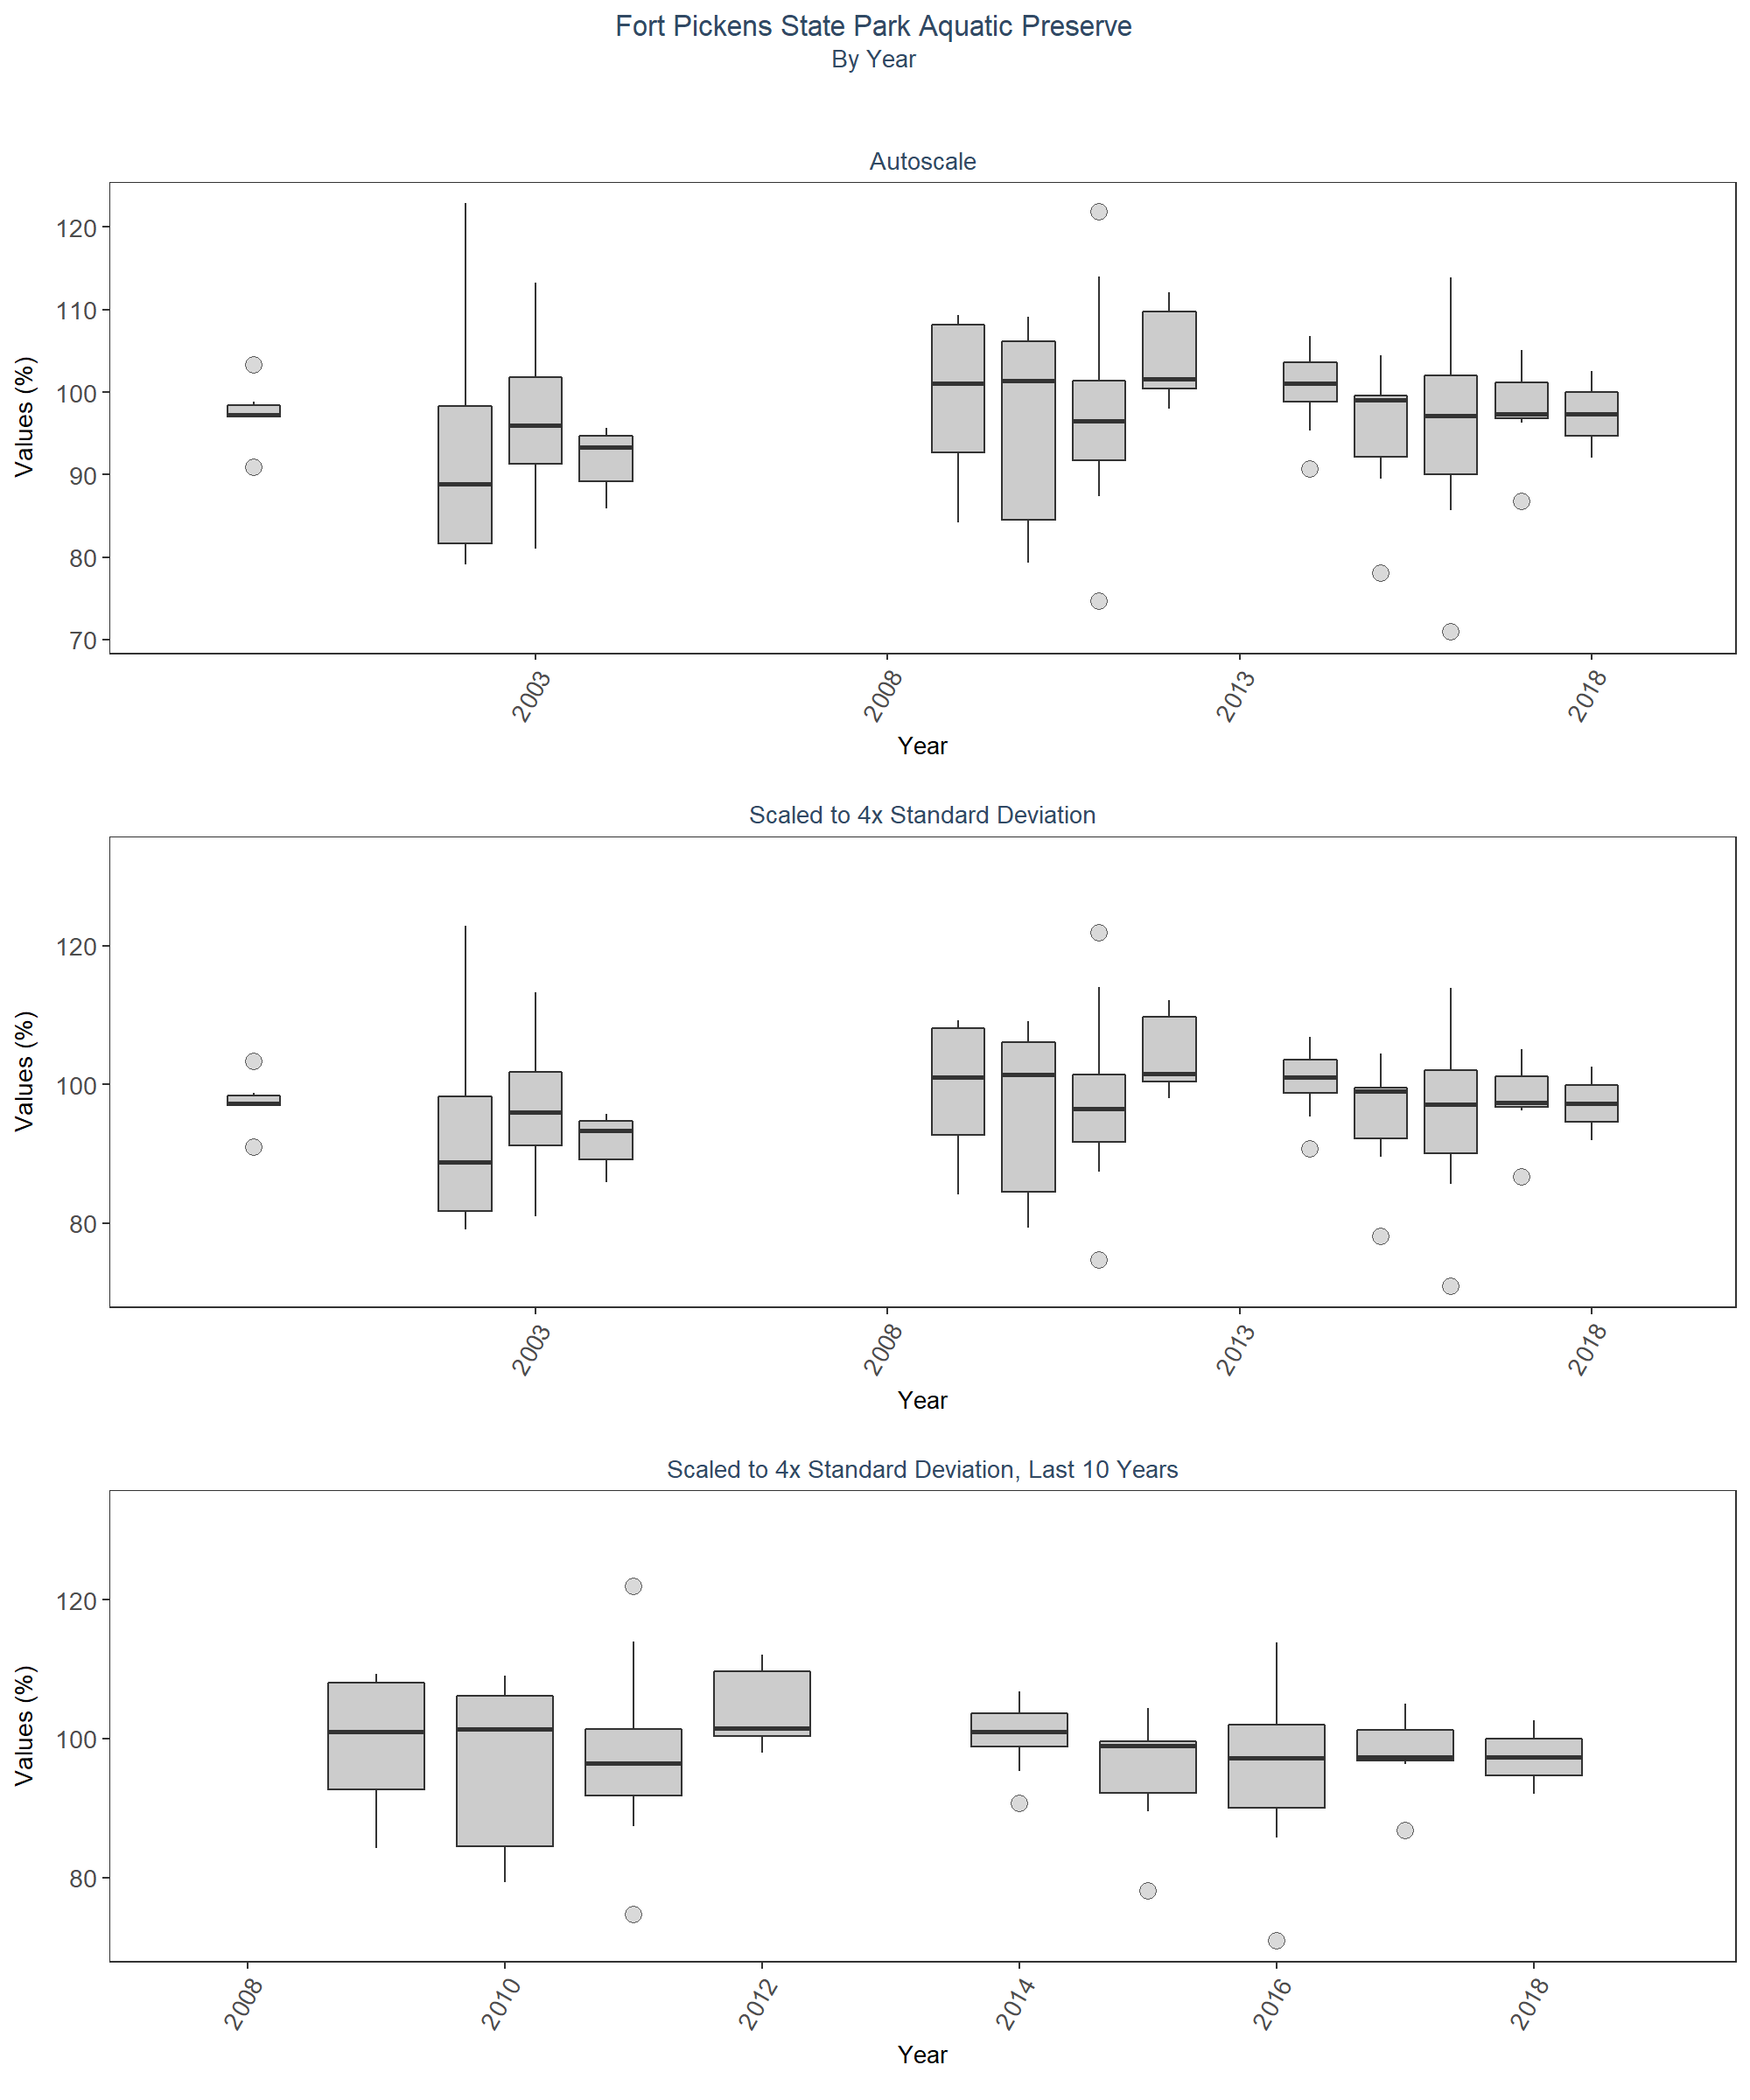 Fort Pickens State Park Aquatic Preserve
By Year
Autoscale
Values (%)
120
110
100
90
80
70
2003
2008
2013
2018
Year
Scaled to 4x Standard Deviation
Values (%)
120
100
80
2003
2008
2013
2018
Year
Scaled to 4x Standard Deviation, Last 10 Years
Values (%)
120
100
80
2008
2010
2012
2014
2016
2018
Year